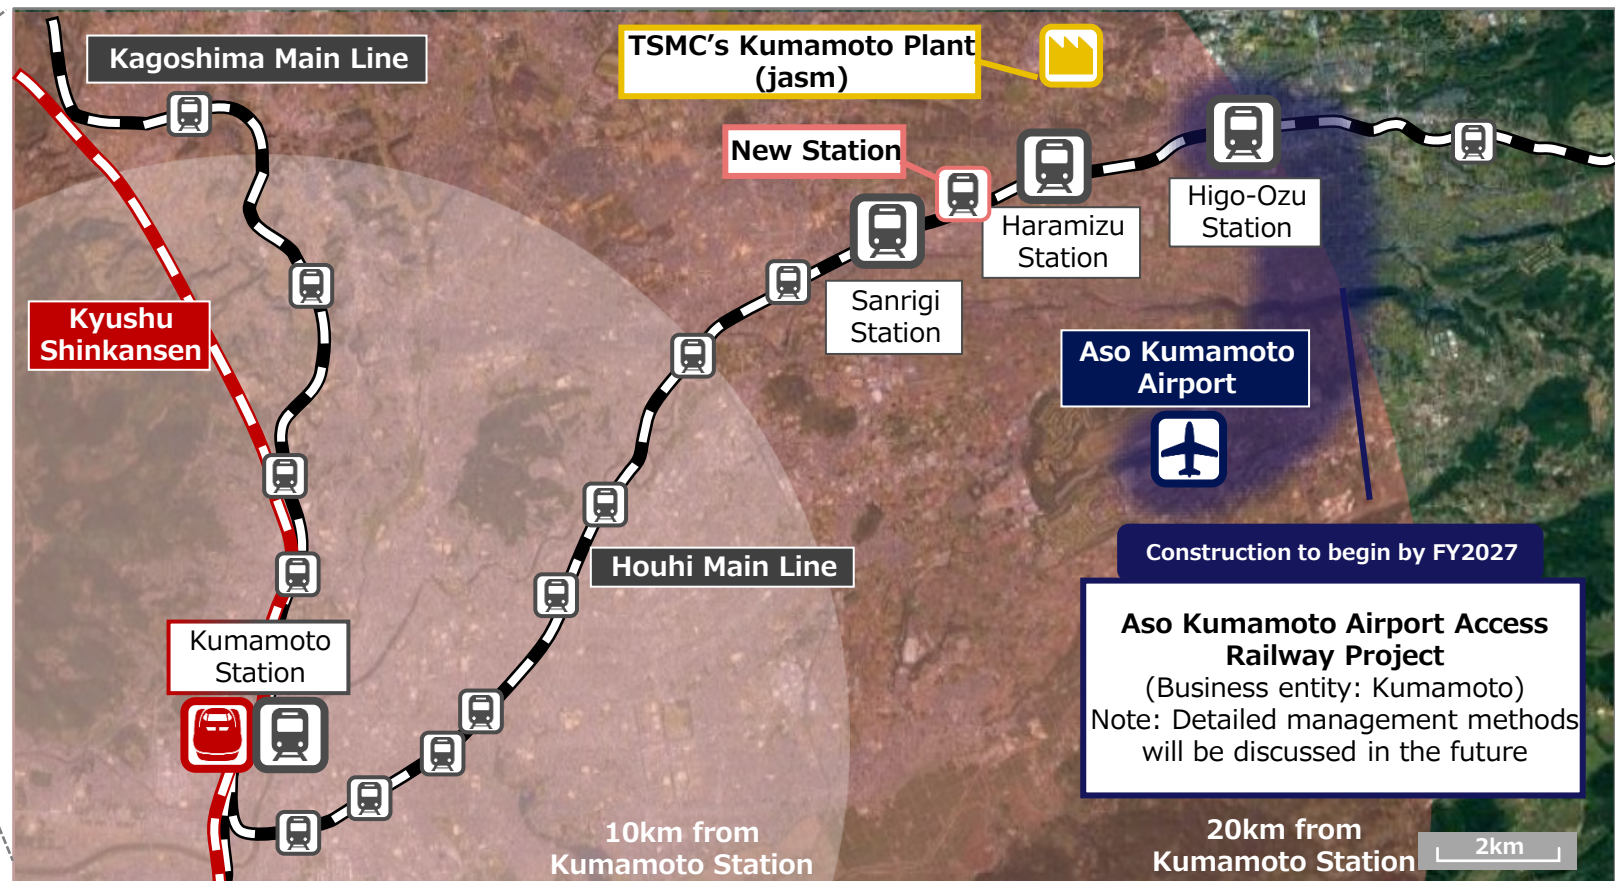 Kagoshima Main Line
TSMC's Kumamoto Plant
(jasm)
New Station
Higo-Ozu
Station
Haramizu
Station
Sanrigi
Station
Kyushu
Shinkansen
Aso Kumamoto
Airport
Houhi Main Line
Construction to begin by FY2027
Aso Kumamoto Airport Access
Railway Project
(Business entity: Kumamoto)
Note: Detailed management methods
will be discussed in the future
Kumamoto
Station
10km from
Kumamoto Station
20km from
Kumamoto Station
2km